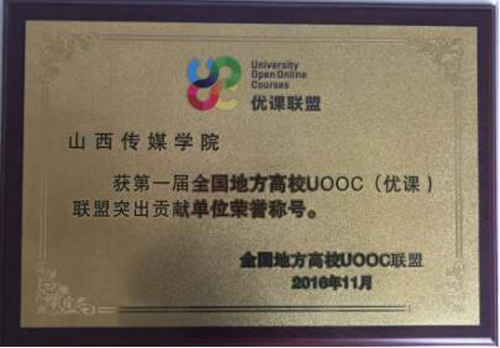 University
Open Online
Courses
优课联盟
山西传媒学院
获第一届全国地方高校UOOC（优课）
联盟突出贡献单位荣誉称号。
全国地方高校UOOC联盟
2016年11月